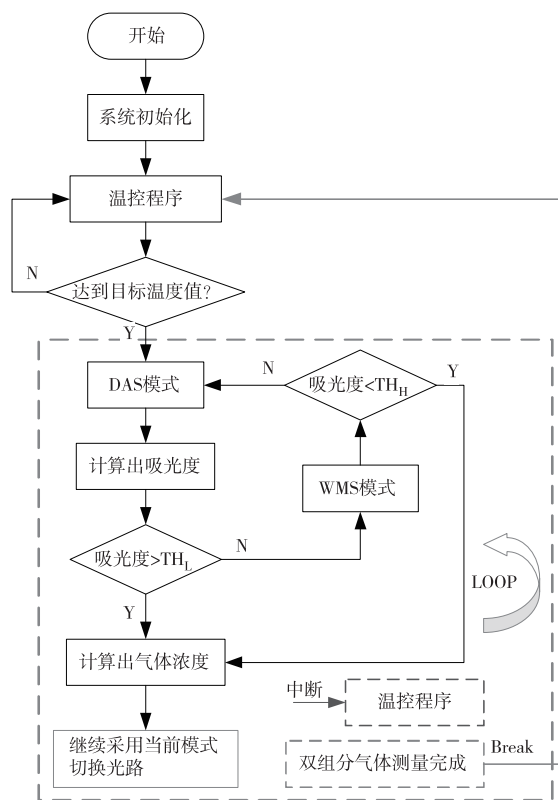 开始
系统初始化
温控程序
N
达到目标温度值?
Y
DAS模式
N
吸光度<TH_H
Y
计算出吸光度
WMS模式
吸光度>TH_L
N
LOOP
Y
计算出气体浓度
中断
温控程序
继续采用当前模式
切换光路
双组分气体测量完成
Break